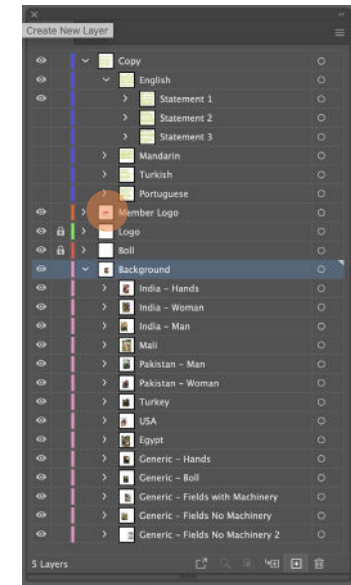 Create New Layer
Copy
English
Statement 1
Statement 2
Statement 3
Mandarin
Turkish
Portuguese
Member Logo
Logo
Boll
Background
India - Hands
India - Woman
India - Man
Mali
Pakistan - Man
Pakistan - Woman
Turkey
USA
Egypt
Generic - Hands
Generic - Boll
Generic - Fields with Machinery
Generic - Fields No Machinery
Generic - Fields No Machinery 2
5 Layers